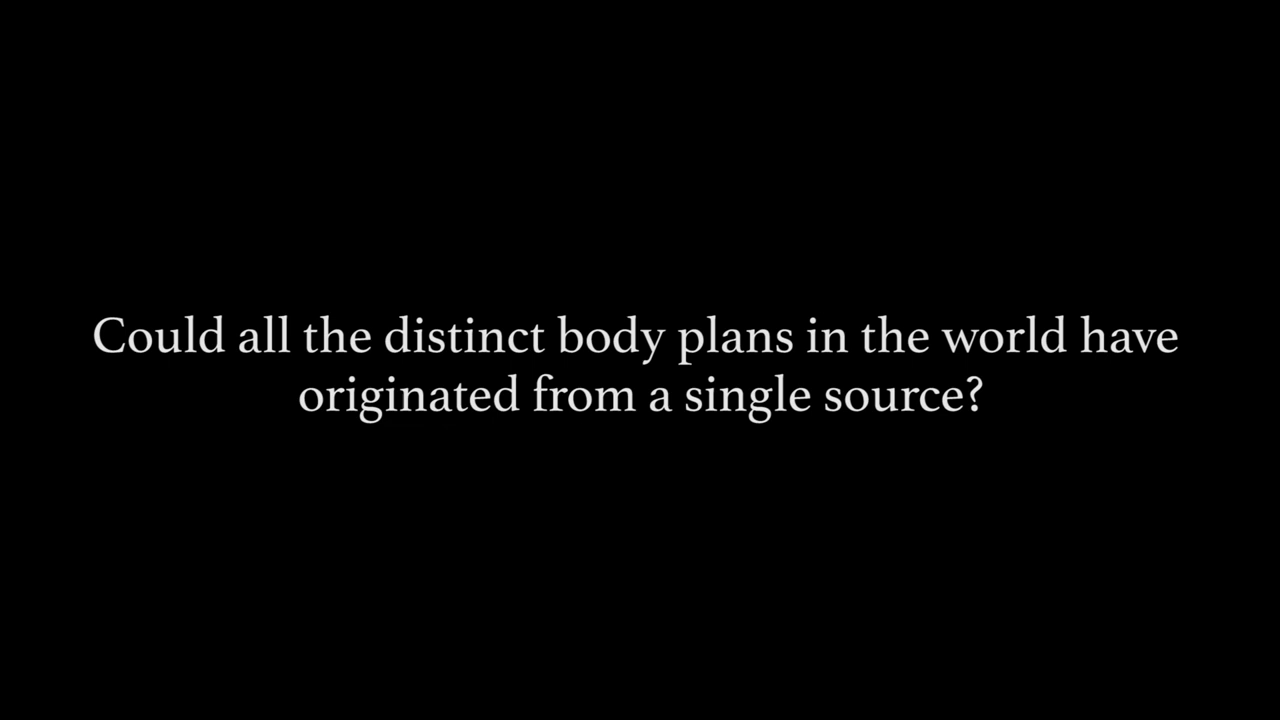 Could all the distinct body plans in the world have
originated from a single source?